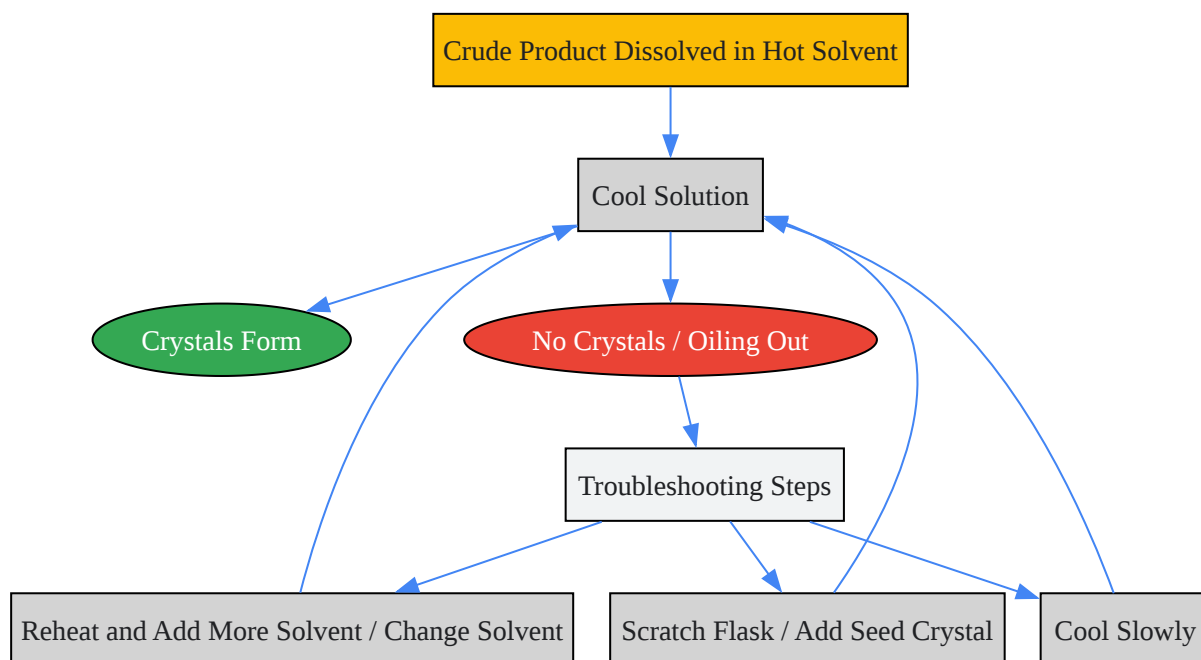 Crude Product Dissolved in Hot Solvent
Cool Solution
Crystals Form
No Crystals / Oiling Out
Troubleshooting Steps
Reheat and Add More Solvent / Change Solvent
Scratch Flask / Add Seed Crystal
Cool Slowly